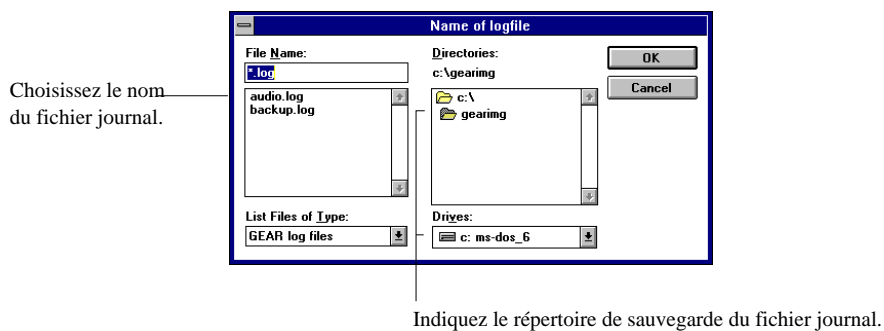 Name of logfile
File Name:
*.log
audio.log
backup.log
List Files of Type:
GEAR log files
Directories:
c:\gearimg
c:\
gearimg
Drives:
c: ms-dos_6
OK
Cancel
Choisissez le nom
du fichier journal.
Indiquez le répertoire de sauvegarde du fichier journal.